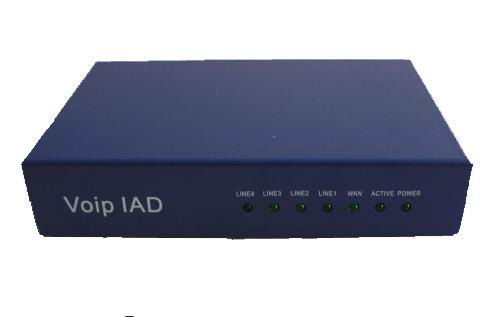 LINE4 LINE3 LINE2 LINE1 WAN ACTIVE POWER
Voip IAD